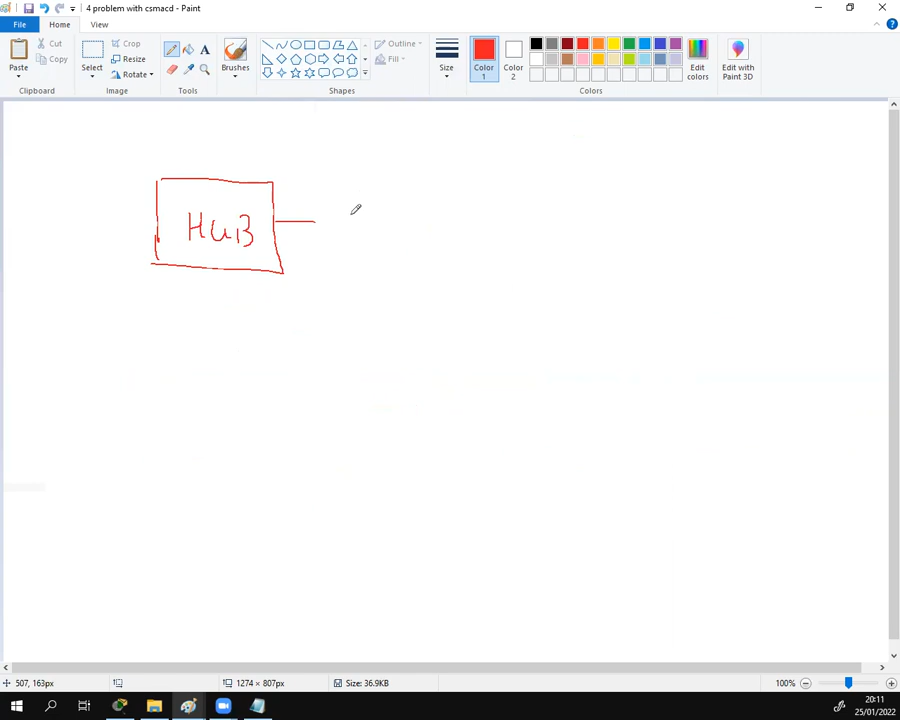 4 problem with csmacd - Paint
File Home View
Paste Cut Copy Clipboard
Select Crop Resize Rotate Image
A Tools
Brushes
Outline Fill Shapes
Size
Color 1 Color 2 Colors
Edit colors
Edit with Paint 3D
HUB
507, 163px 1274 × 807px Size: 36.9KB 100%
20:11
25/01/2022